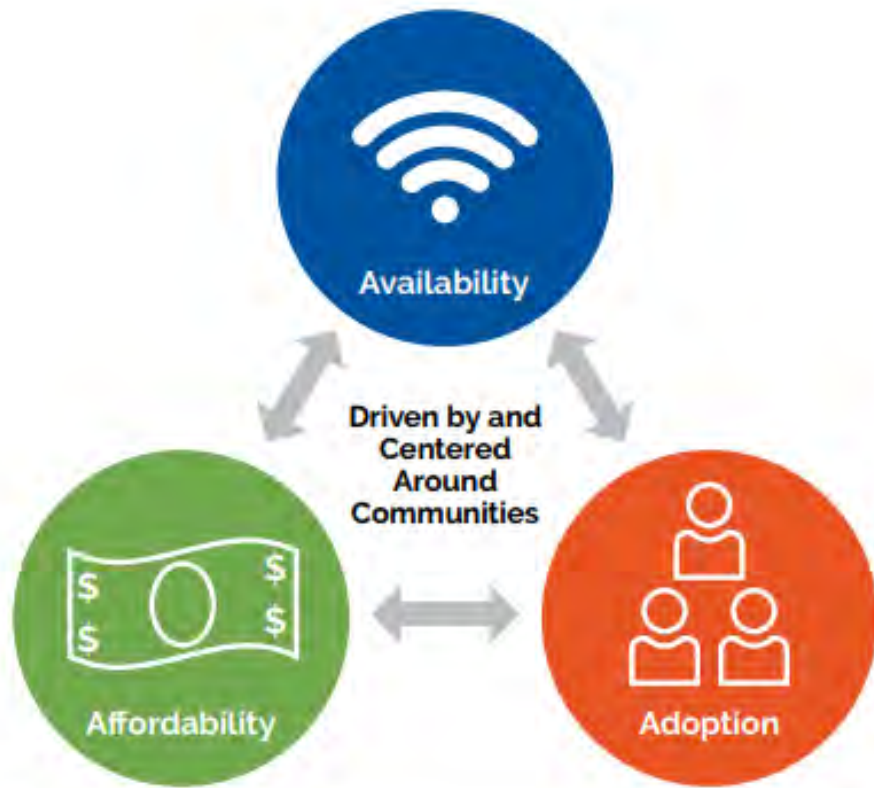 Availability
Driven by and
Centered
Around
Communities
$
$
$
$
Affordability
Adoption